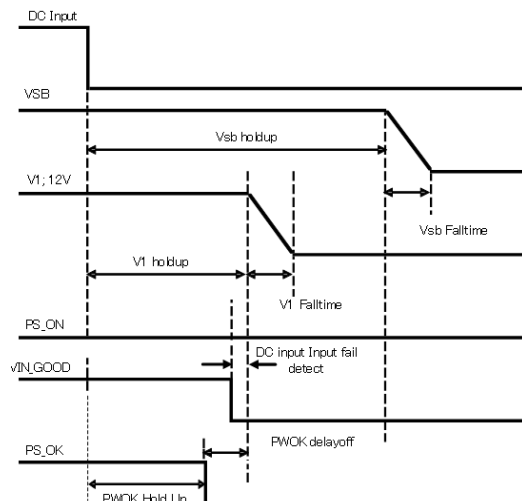 DC Input
VSB
Vsb holdup
V1; 12V
Vsb Falltime
V1 holdup
V1 Falltime
PS_ON
DC input Input fail
detect
VIN_GOOD
PWOK delayoff
PS_OK
PWOK Hold Up